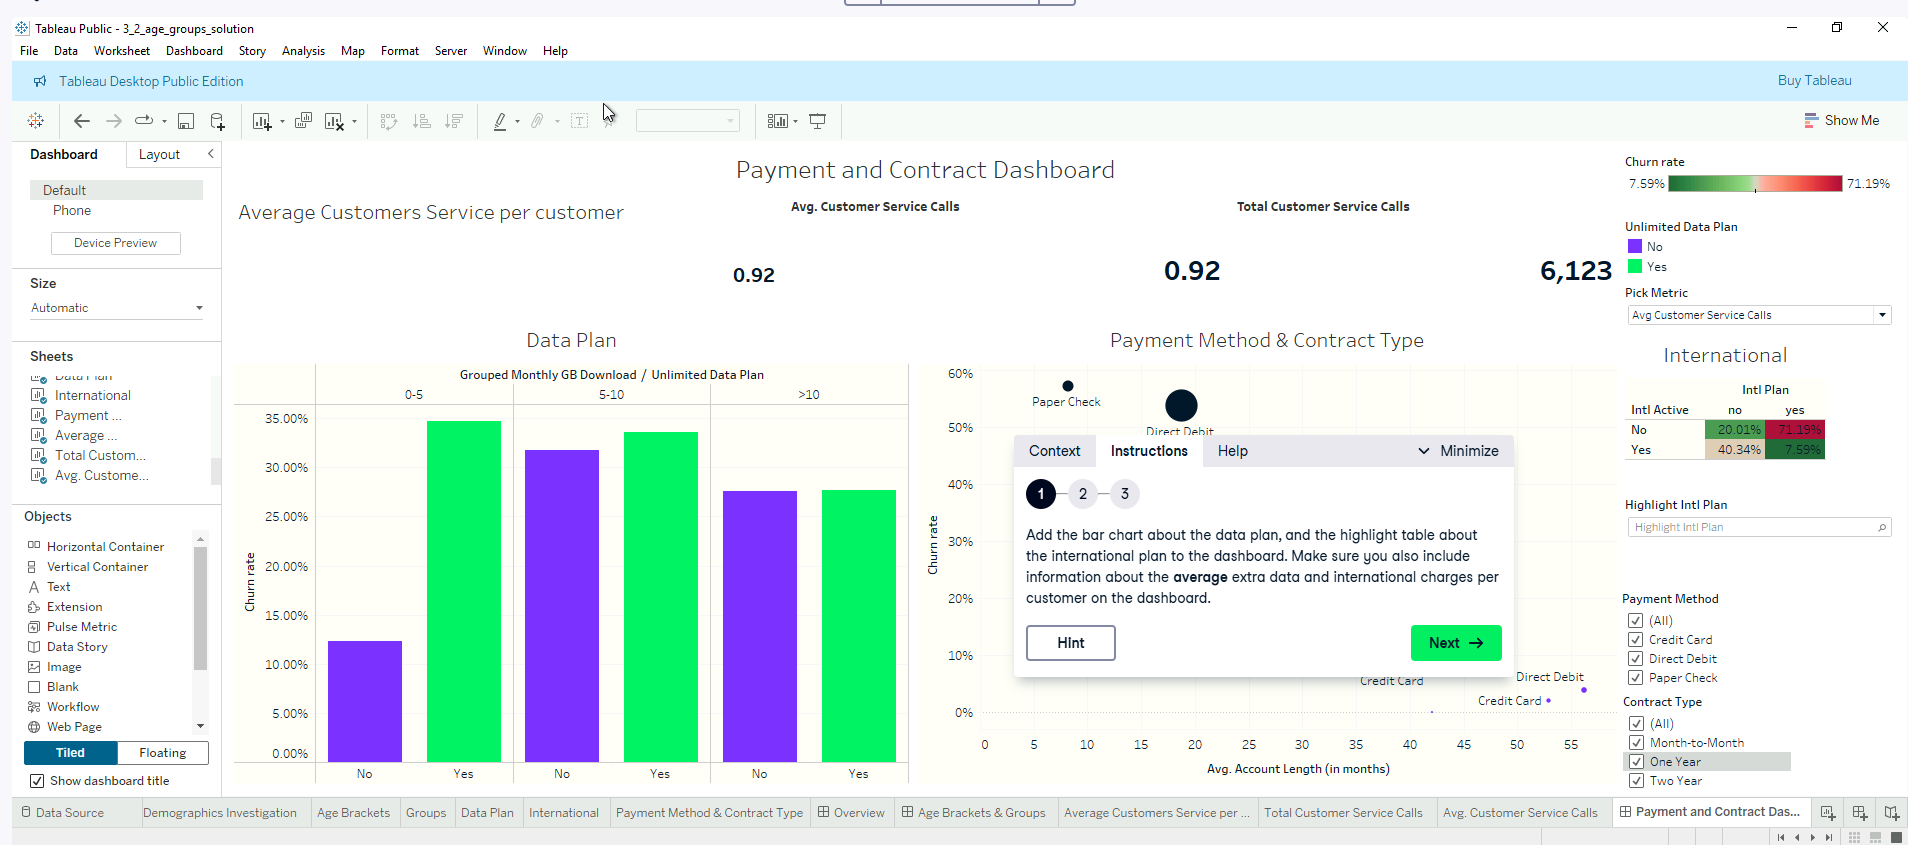 Tableau Public - 3_2_age_groups_solution
File Data Worksheet Dashboard Story Analysis Map Format Server Window Help
Tableau Desktop Public Edition
Buy Tableau
Show Me
Dashboard Layout
Default
Phone
Device Preview
Size
Automatic
Sheets
Data Plan
International
Payment ...
Average ...
Total Custom...
Avg. Custome...
Objects
Horizontal Container
Vertical Container
Text
Extension
Pulse Metric
Data Story
Image
Blank
Workflow
Web Page
Tiled Floating
Show dashboard title
Payment and Contract Dashboard
Average Customers Service per customer
0.92
Avg. Customer Service Calls
0.92
Total Customer Service Calls
6,123
Data Plan
Grouped Monthly GB Download / Unlimited Data Plan
0-5 5-10 >10
Churn rate
35.00%
30.00%
25.00%
20.00%
15.00%
10.00%
5.00%
0.00%
No Yes No Yes No Yes
Payment Method & Contract Type
Churn rate
60%
50%
40%
30%
20%
10%
0%
Paper Check
Direct Debit
Credit Card
Direct Debit
Credit Card
0 5 10 15 20 25 30 35 40 45 50 55
Avg. Account Length (in months)
Context Instructions Help Minimize
1 2 3
Add the bar chart about the data plan, and the highlight table about
the international plan to the dashboard. Make sure you also include
information about the average extra data and international charges per
customer on the dashboard.
Hint
Next
Churn rate
7.59% 71.19%
Unlimited Data Plan
No
Yes
Pick Metric
Avg Customer Service Calls
International
Intl Plan
Intl Active no yes
No 20.01% 71.19%
Yes 40.34% 7.59%
Highlight Intl Plan
Highlight Intl Plan
Payment Method
(All)
Credit Card
Direct Debit
Paper Check
Contract Type
(All)
Month-to-Month
One Year
Two Year
Data Source Demographics Investigation Age Brackets Groups Data Plan International Payment Method & Contract Type Overview Age Brackets & Groups Average Customers Service per ... Total Customer Service Calls Avg. Customer Service Calls Payment and Contract Das...